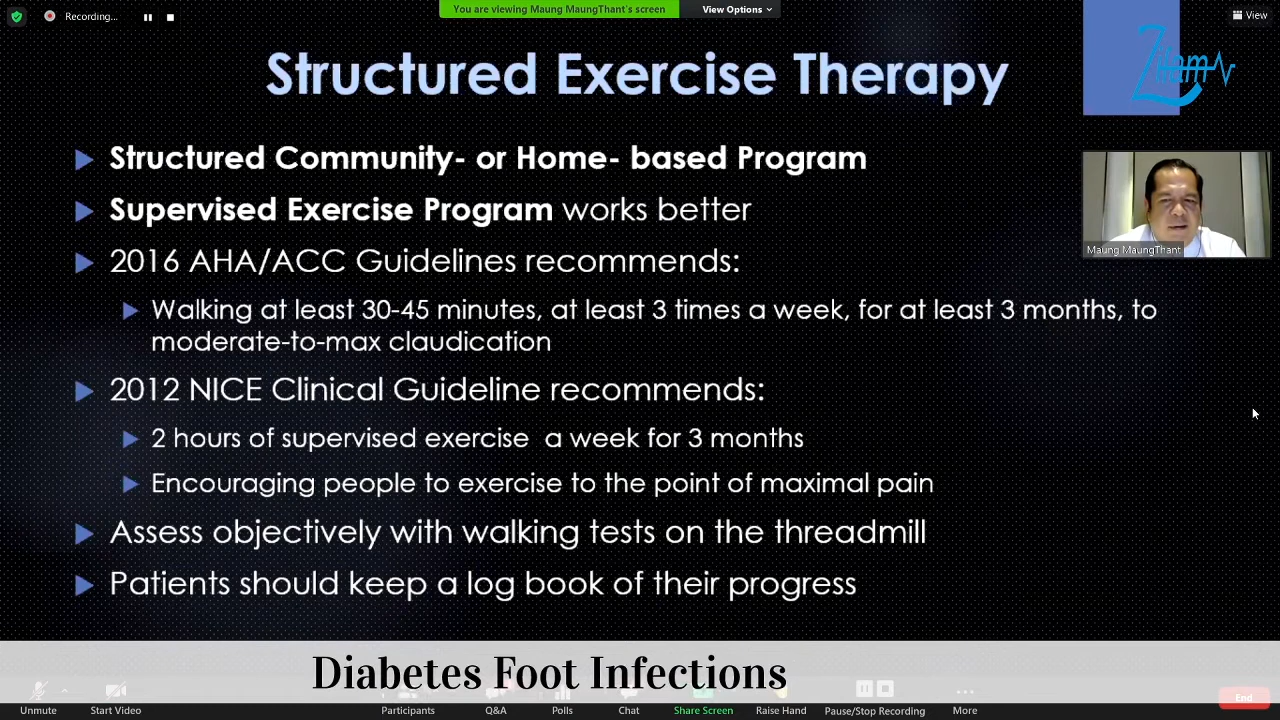 Recording...
You are viewing Maung MaungThant's screen
View Options
View
Structured Exercise Therapy
Structured Community- or Home- based Program
Supervised Exercise Program works better
2016 AHA/ACC Guidelines recommends:
Walking at least 30-45 minutes, at least 3 times a week, for at least 3 months, to
moderate-to-max claudication
2012 NICE Clinical Guideline recommends:
2 hours of supervised exercise a week for 3 months
Encouraging people to exercise to the point of maximal pain
Assess objectively with walking tests on the threadmill
Patients should keep a log book of their progress
Maung MaungThant
Diabetes Foot Infections
Unmute
Start Video
Participants
Q&A
Polls
Chat
Share Screen
Raise Hand
Pause/Stop Recording
More
End